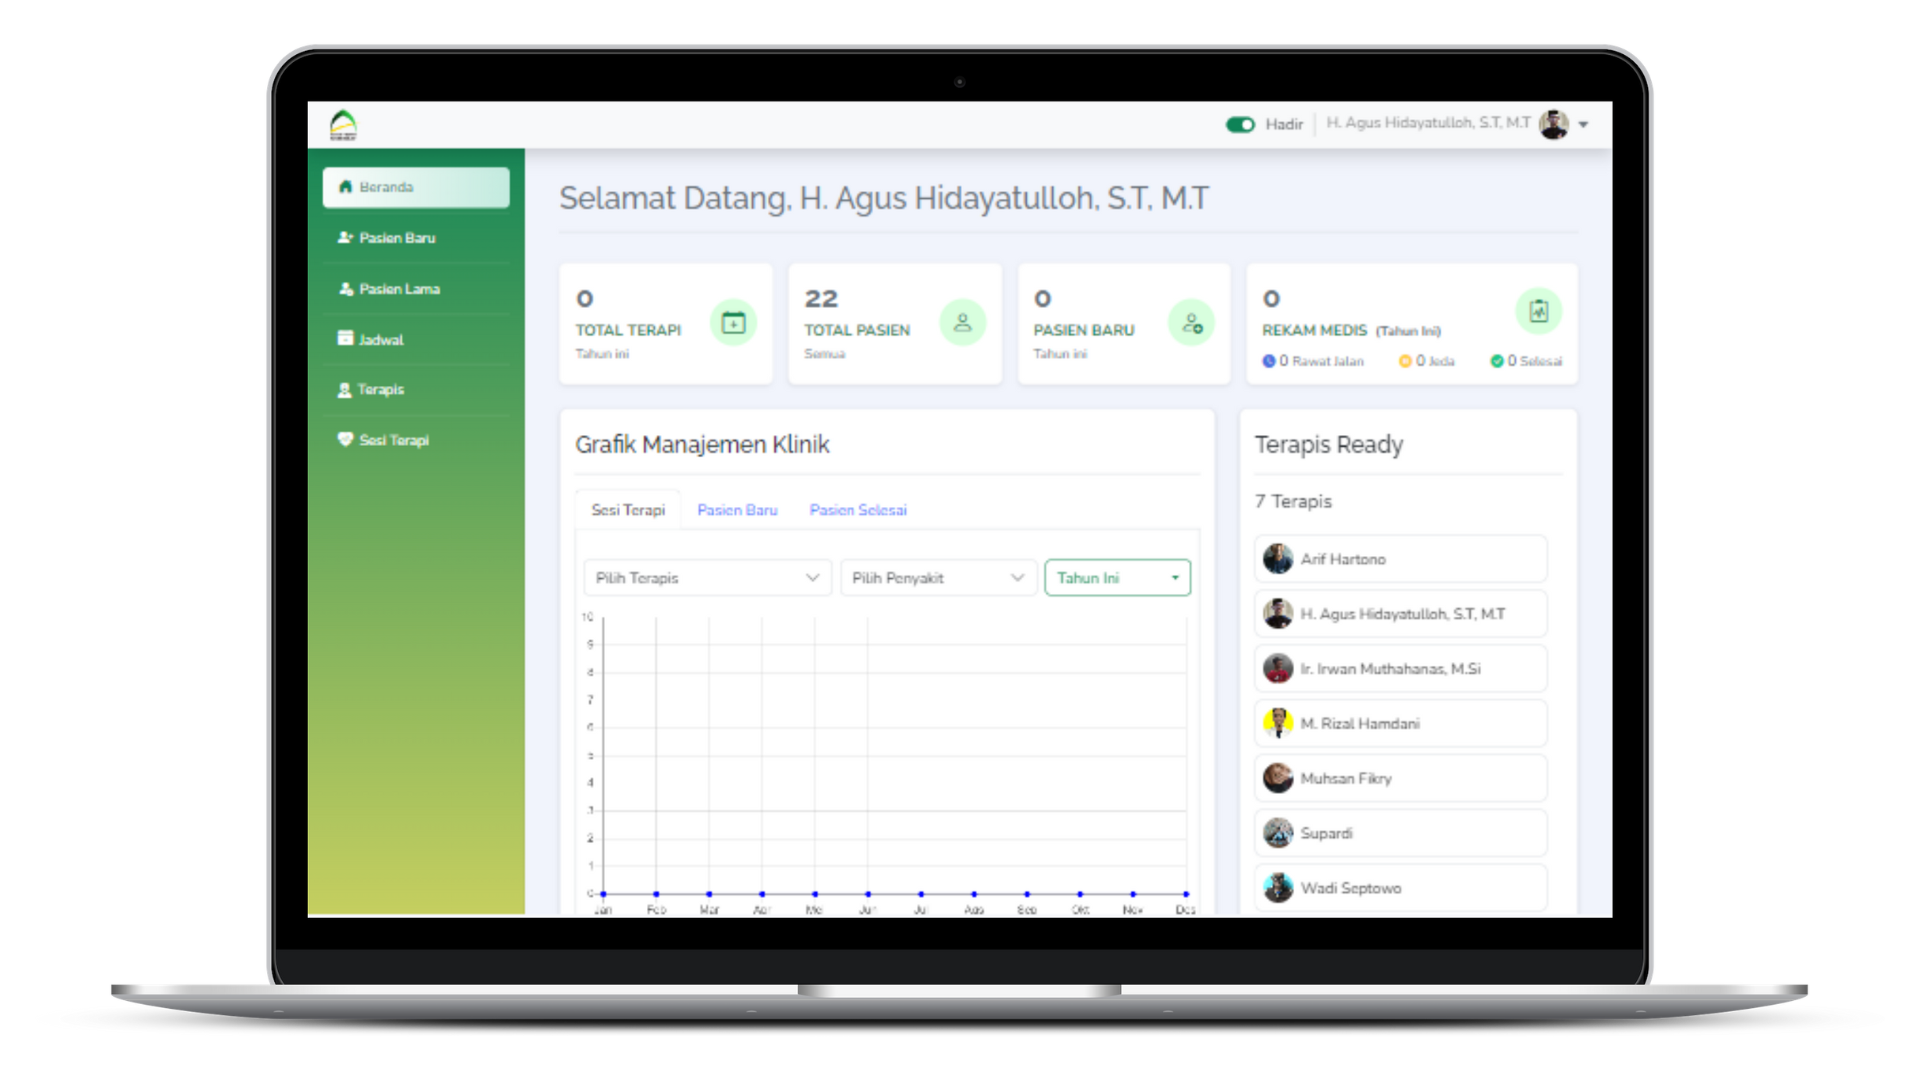 Hadir
H. Agus Hidayatulloh, S.T, M.T
Beranda
Pasien Baru
Pasien Lama
Jadwal
Terapis
Sesi Terapi
Selamat Datang, H. Agus Hidayatulloh, S.T, M.T
0
TOTAL TERAPI
Tahun ini
22
TOTAL PASIEN
Semua
0
PASIEN BARU
Tahun ini
0
REKAM MEDIS (Tahun Ini)
0 Rawat Jalan 0 Jeda 0 Selesai
Grafik Manajemen Klinik
Sesi Terapi Pasien Baru Pasien Selesai
Pilih Terapis Pilih Penyakit Tahun Ini
10
9
8
7
6
5
4
3
2
1
0
Jan Feb Mar Apr Mei Jun Jul Ags Sep Okt Nov Des
Terapis Ready
7 Terapis
Arif Hartono
H. Agus Hidayatulloh, S.T, M.T
Ir. Irwan Muthahanas, M.Si
M. Rizal Hamdani
Muhsan Fikry
Supardi
Wadi Septowo